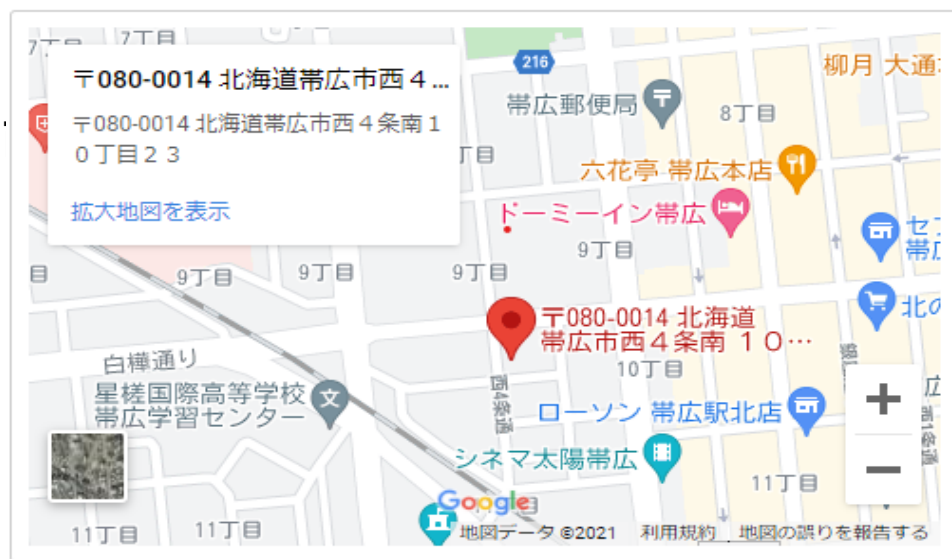 7丁目
7丁目
〒080-0014 北海道帯広市西４...
〒080-0014 北海道帯広市西４条南１
０丁目２３
拡大地図を表示
216
柳月 大通
帯広郵便局
8丁目
丁目
六花亭 帯広本店
ドーミーイン帯広
セブ
帯広
9丁目
目
9丁目
9丁目
9丁目
〒080-0014 北海道
帯広市西４条南 １０…
北の
白樺通り
10丁目
星槎国際高等学校
帯広学習センター
西4条通
広
西1条通
ローソン 帯広駅北店
シネマ太陽帯広
11丁目
Google
目
11丁目
11丁目
地図データ ©2021
利用規約
地図の誤りを報告する